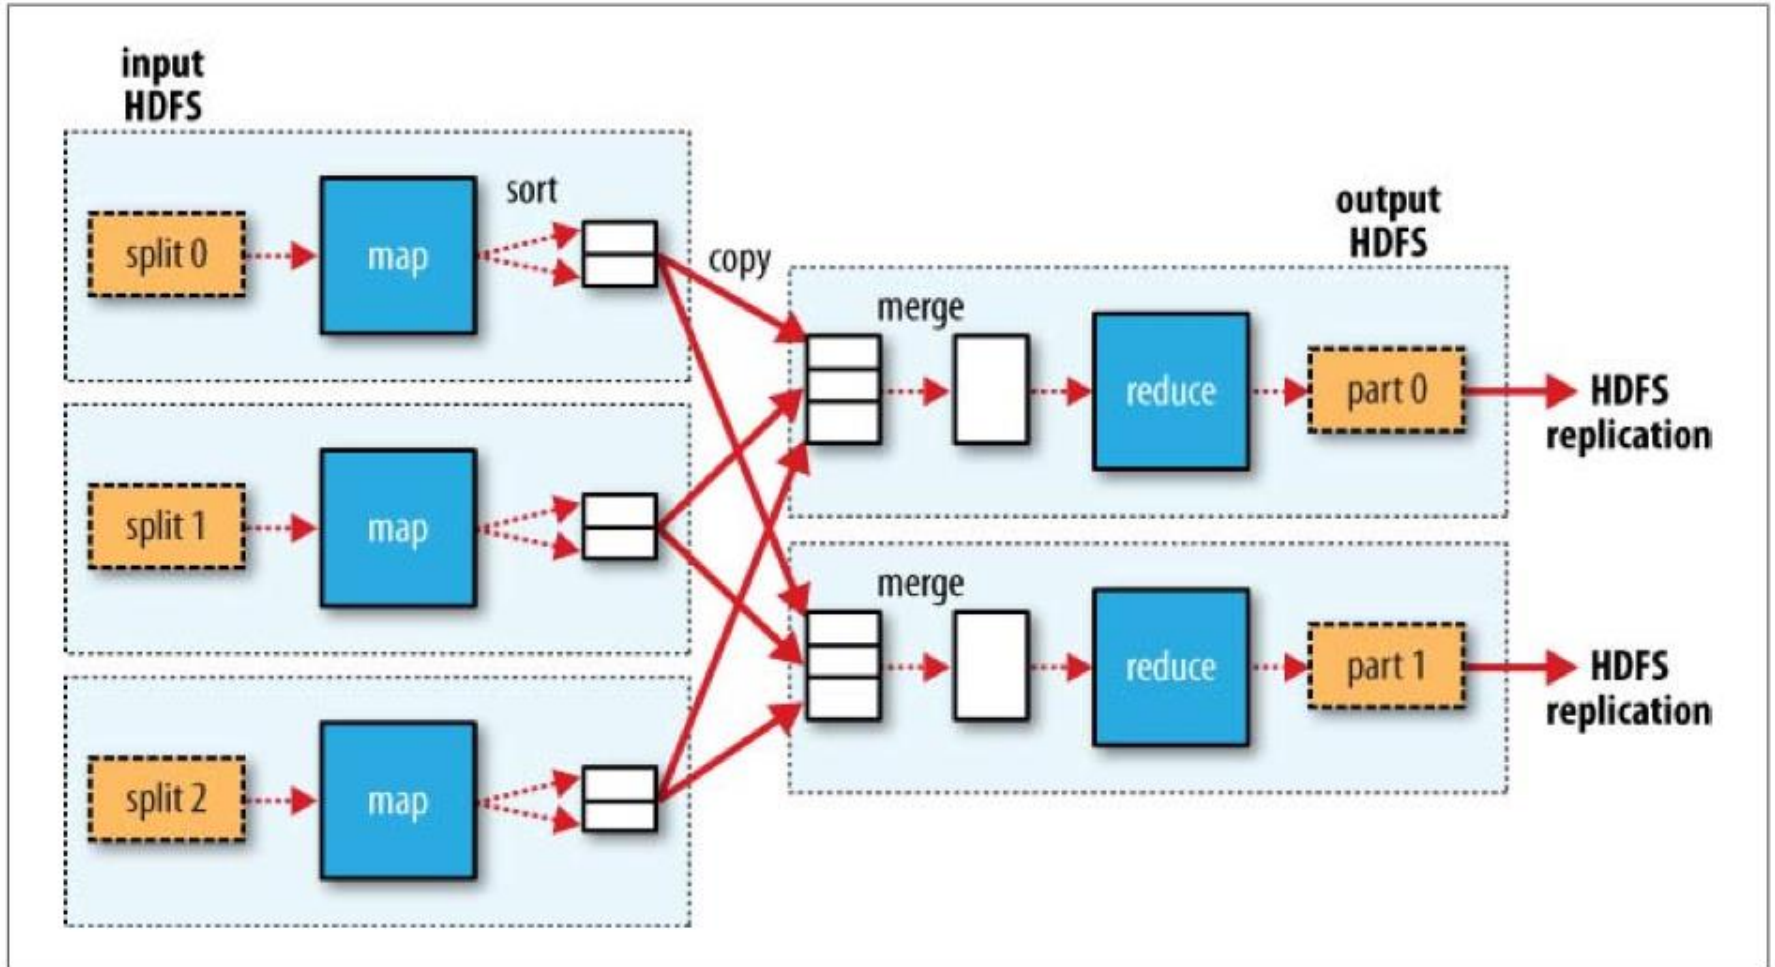 input
HDFS
split 0
map
sort
copy
split 1
map
split 2
map
output
HDFS
merge
reduce
part 0
HDFS
replication
merge
reduce
part 1
HDFS
replication